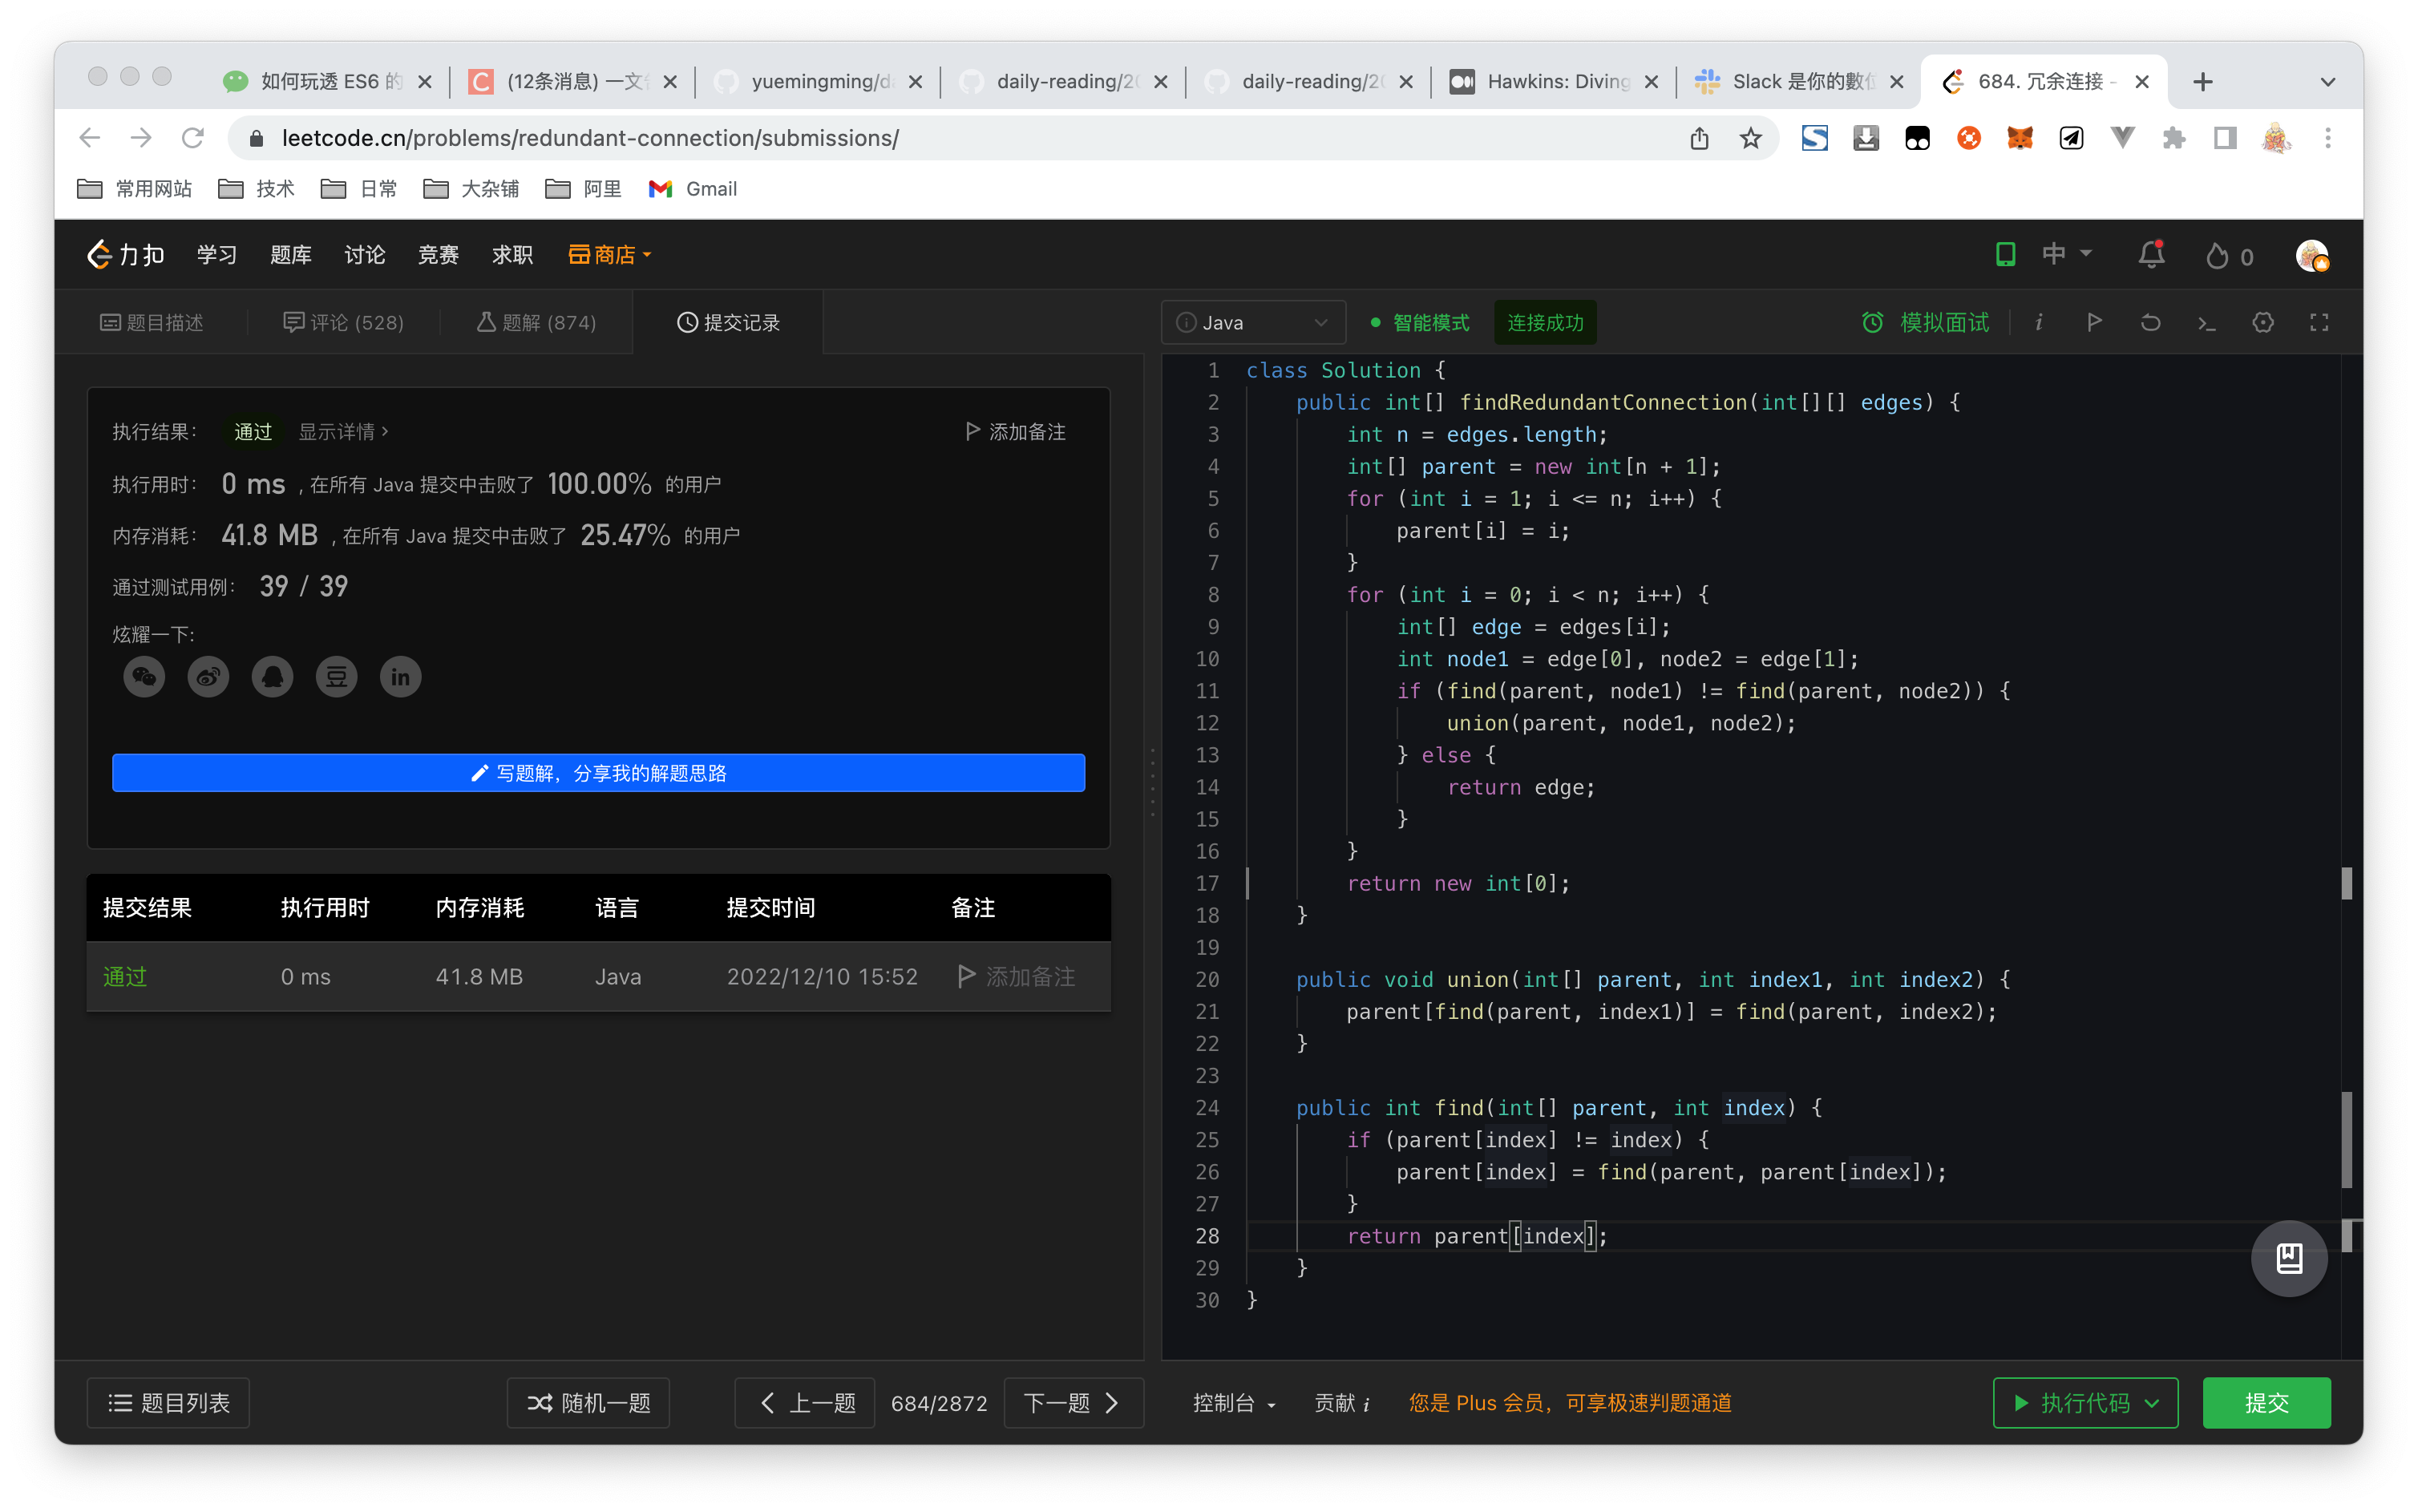 如何玩透 ES6 的
(12条消息) 一文
yuemingming/da
daily-reading/20
daily-reading/20
Hawkins: Diving
Slack 是你的數位
684. 冗余连接 -
leetcode.cn/problems/redundant-connection/submissions/
常用网站
技术
日常
大杂铺
阿里
Gmail
力扣
学习
题库
讨论
竞赛
求职
商店
中
0
题目描述
评论 (528)
题解 (874)
提交记录
Java
智能模式
连接成功
模拟面试
执行结果：
通过
显示详情 >
添加备注
执行用时： 0 ms , 在所有 Java 提交中击败了 100.00% 的用户
内存消耗： 41.8 MB , 在所有 Java 提交中击败了 25.47% 的用户
通过测试用例： 39 / 39
炫耀一下:
写题解，分享我的解题思路
提交结果 执行用时 内存消耗 语言 提交时间 备注
通过 0 ms 41.8 MB Java 2022/12/10 15:52 添加备注
1 class Solution {
2 public int[] findRedundantConnection(int[][] edges) {
3 int n = edges.length;
4 int[] parent = new int[n + 1];
5 for (int i = 1; i <= n; i++) {
6 parent[i] = i;
7 }
8 for (int i = 0; i < n; i++) {
9 int[] edge = edges[i];
10 int node1 = edge[0], node2 = edge[1];
11 if (find(parent, node1) != find(parent, node2)) {
12 union(parent, node1, node2);
13 } else {
14 return edge;
15 }
16 }
17 return new int[0];
18 }
19
20 public void union(int[] parent, int index1, int index2) {
21 parent[find(parent, index1)] = find(parent, index2);
22 }
23
24 public int find(int[] parent, int index) {
25 if (parent[index] != index) {
26 parent[index] = find(parent, parent[index]);
27 }
28 return parent[index];
29 }
30 }
题目列表
随机一题
上一题
684/2872
下一题
控制台
贡献 i
您是 Plus 会员，可享极速判题通道
执行代码
提交